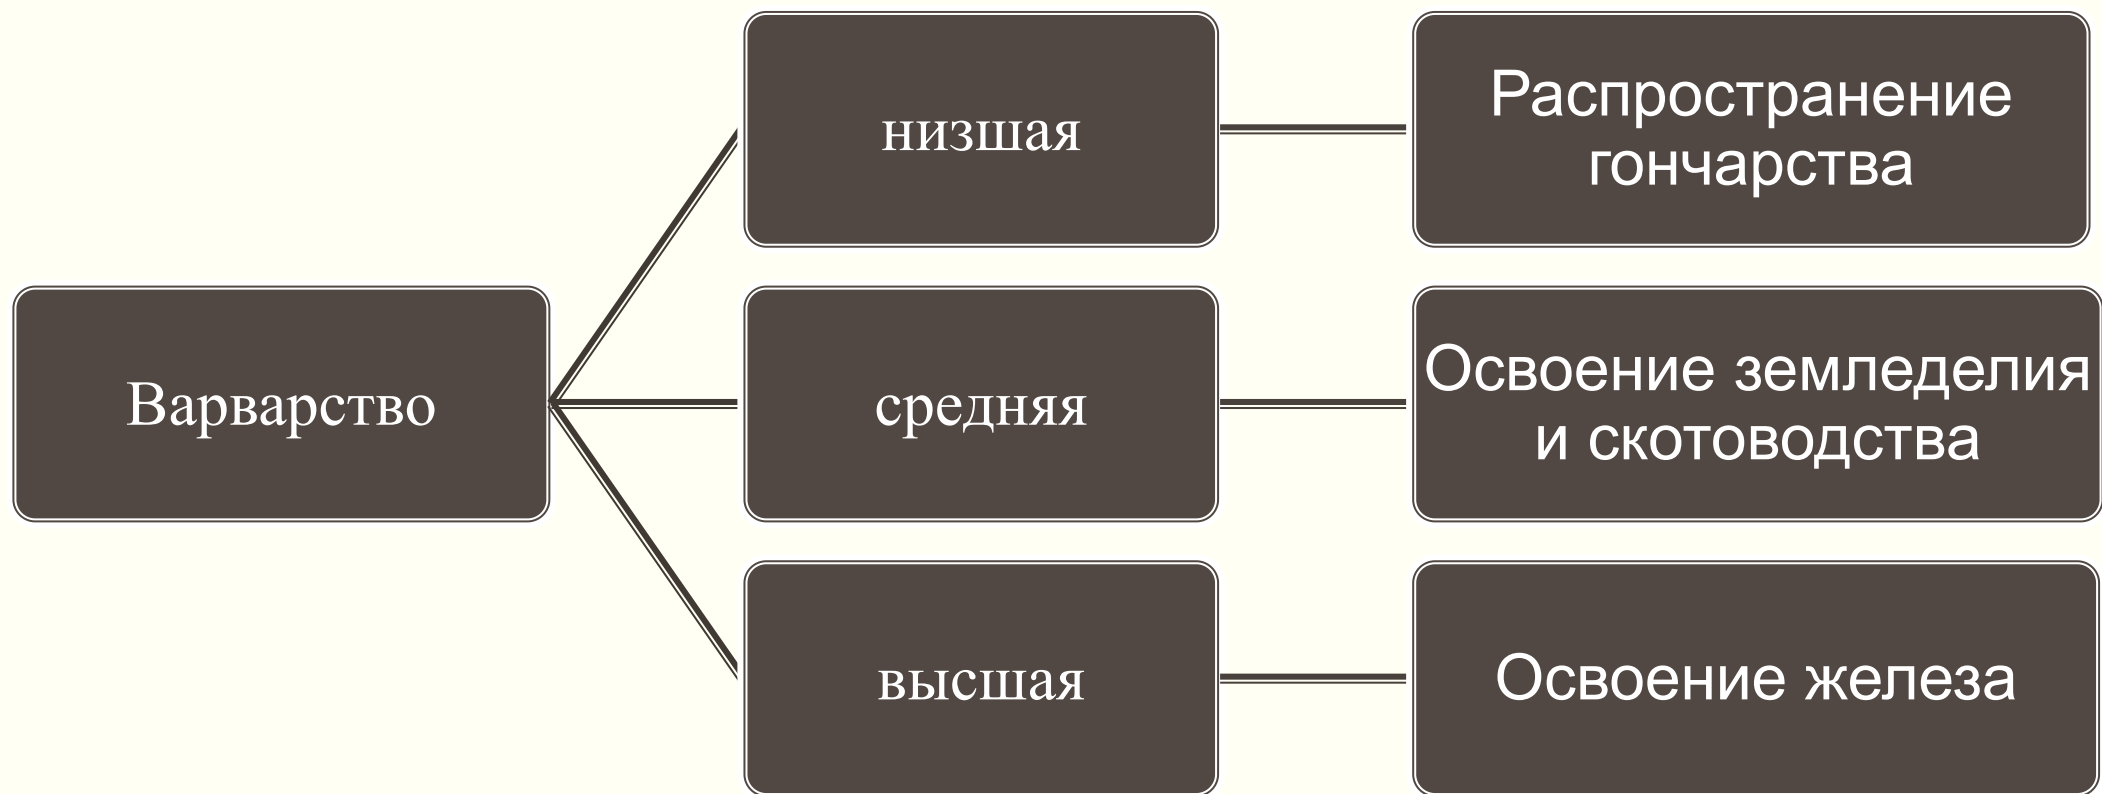 Варварство
низшая
Распространение
гончарства
средняя
Освоение земледелия
и скотоводства
высшая
Освоение железа